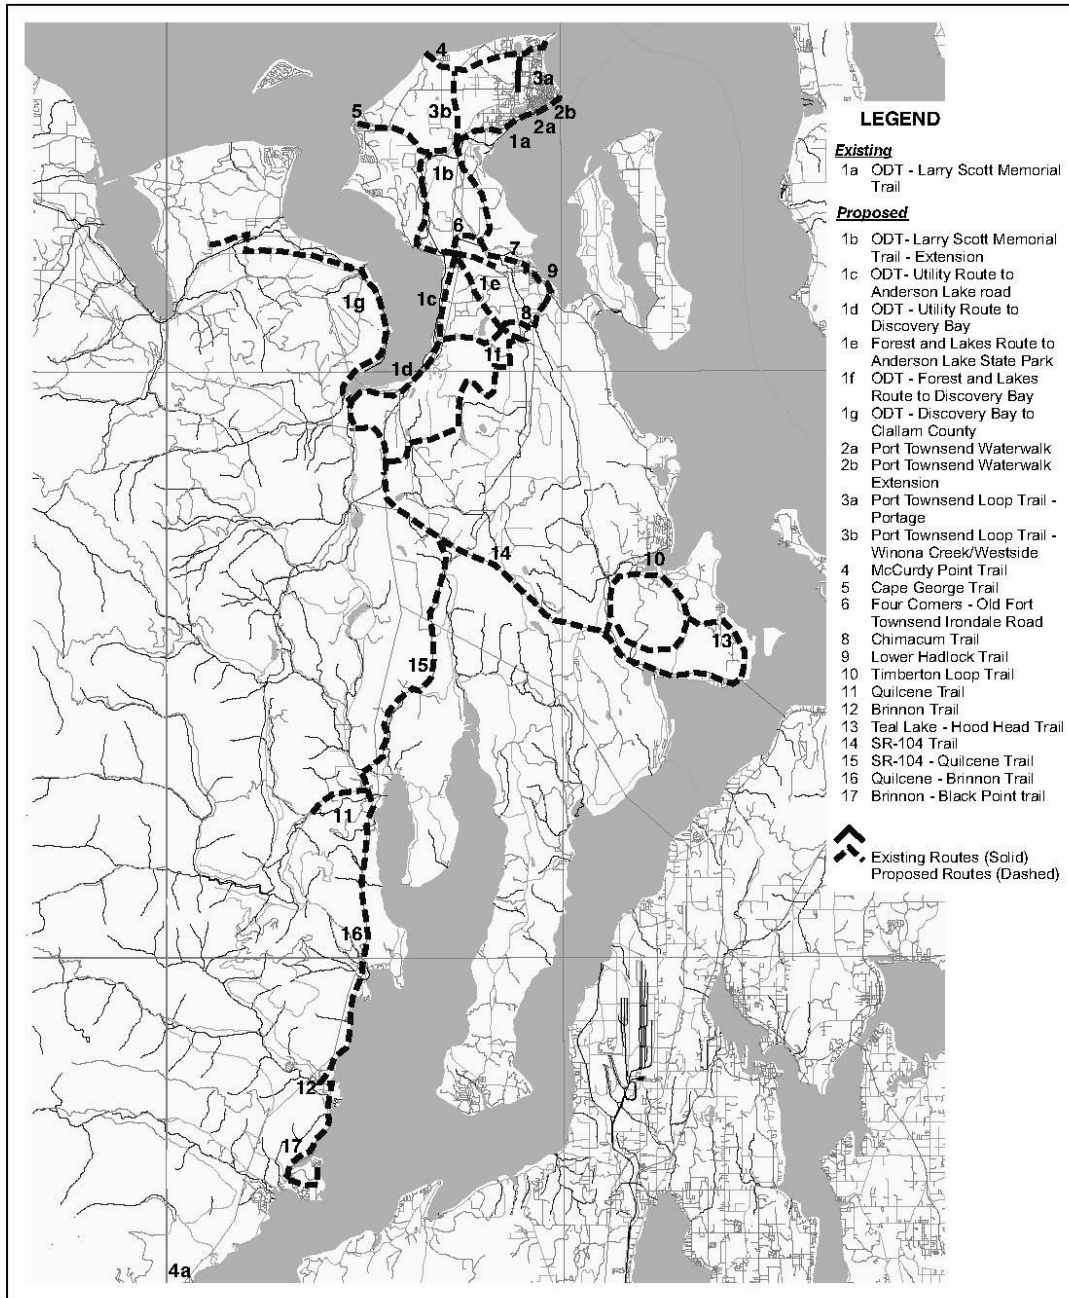 4
3a
5
3b
2b
2a
1a
1b
6
7
9
1e
1c
1g
8
11
1d
14
10
13
15
11
16
12
17
4a
LEGEND
Existing
1a ODT - Larry Scott Memorial
Trail
Proposed
1b ODT- Larry Scott Memorial
Trail - Extension
1c ODT- Utility Route to
Anderson Lake road
1d ODT - Utility Route to
Discovery Bay
1e Forest and Lakes Route to
Anderson Lake State Park
1f ODT - Forest and Lakes
Route to Discovery Bay
1g ODT - Discovery Bay to
Clallam County
2a Port Townsend Waterwalk
2b Port Townsend Waterwalk
Extension
3a Port Townsend Loop Trail -
Portage
3b Port Townsend Loop Trail -
Winona Creek/Westside
4 McCurdy Point Trail
5 Cape George Trail
6 Four Corners - Old Fort
Townsend Irondale Road
8 Chimacum Trail
9 Lower Hadlock Trail
10 Timberton Loop Trail
11 Quilcene Trail
12 Brinnon Trail
13 Teal Lake - Hood Head Trail
14 SR-104 Trail
15 SR-104 - Quilcene Trail
16 Quilcene - Brinnon Trail
17 Brinnon - Black Point trail
Existing Routes (Solid)
Proposed Routes (Dashed)